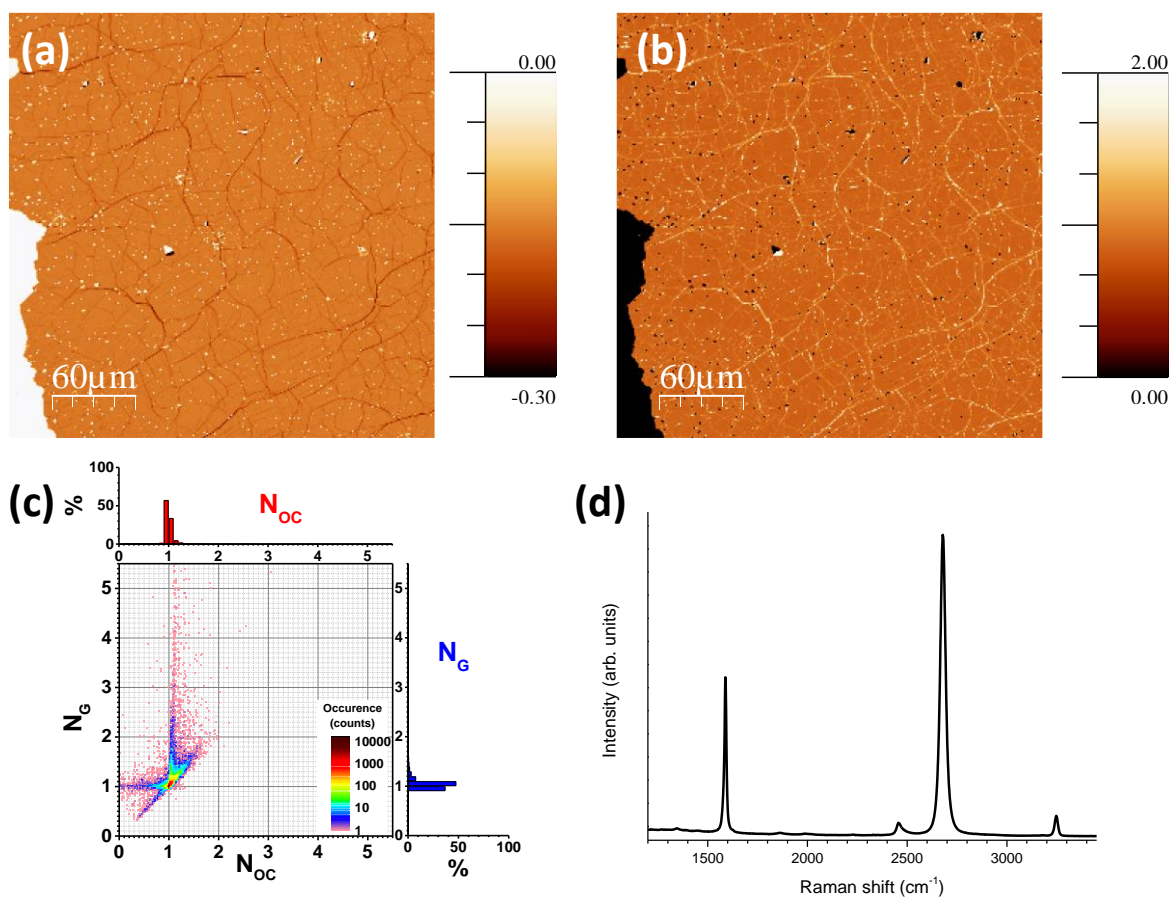 (a)
0.00
-0.30
60µm
(b)
2.00
0.00
60µm
(c)
%
100
50
0
N_OC
0 1 2 3 4 5
5
4
3
2
1
0
N_G
Occurence
(counts)
10000
1000
100
10
1
0 1 2 3 4 5
N_OC
5
4
3
2
1
0
N_G
0 50 100
%
(d)
Intensity (arb. units)
1500 2000 2500 3000
Raman shift (cm⁻¹)